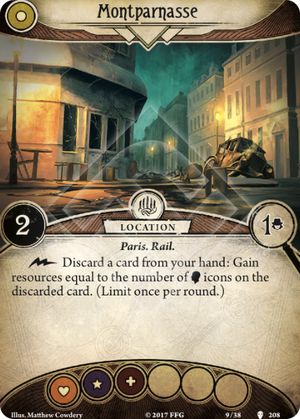 Montparnasse
2
LOCATION
1
Paris. Rail.
Discard a card from your hand: Gain
resources equal to the number of icons on the
discarded card. (Limit once per round.)
Illus. Matthew Cowdery
© 2017 FFG
9/38
208